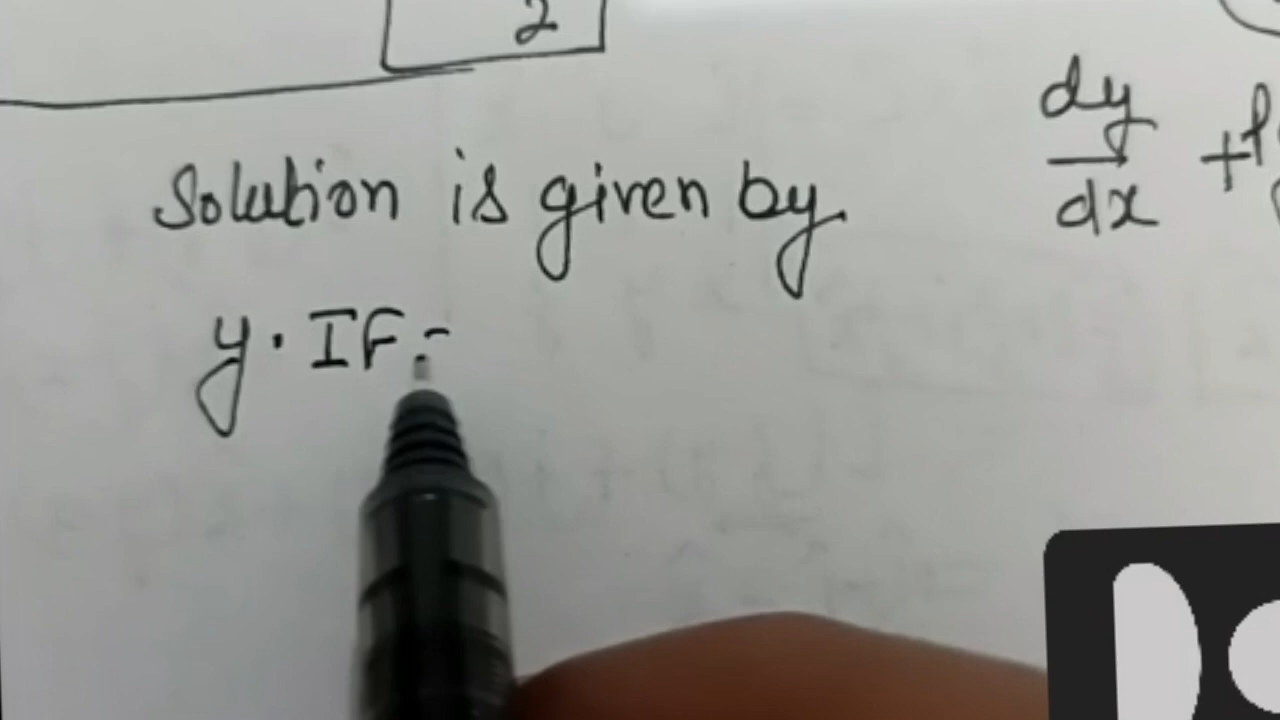 2
Solution is given by
y · IF =
dy/dx +